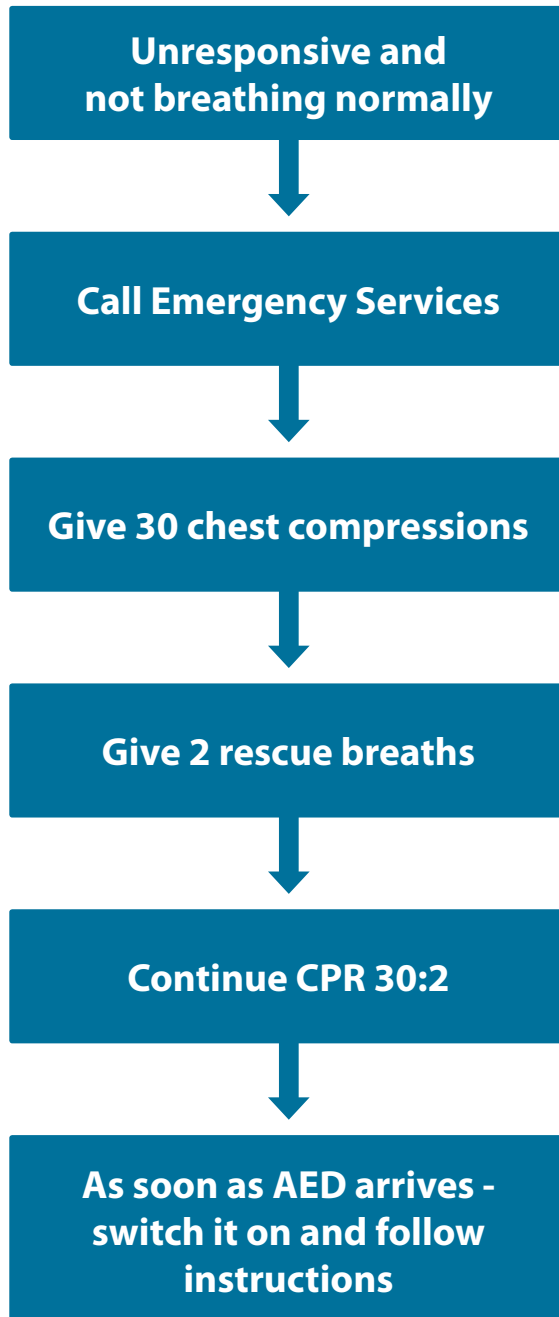 Unresponsive and
not breathing normally
Call Emergency Services
Give 30 chest compressions
Give 2 rescue breaths
Continue CPR 30:2
As soon as AED arrives -
switch it on and follow
instructions